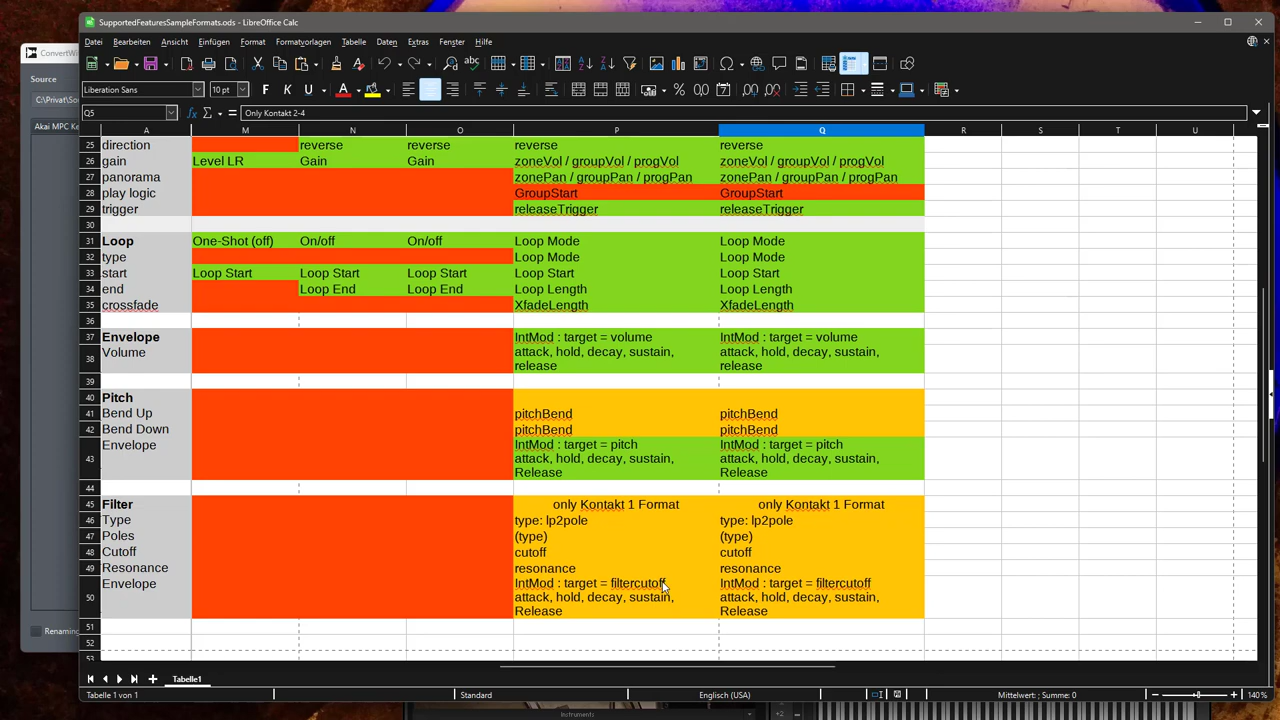 SupportedFeaturesSampleFormats.ods - LibreOffice Calc
Datei Bearbeiten Ansicht Einfügen Format Formatvorlagen Tabelle Daten Extras Fenster Hilfe
Liberation Sans 10 pt F K U
Q5 Only Kontakt 2-4
A M N O P Q R S T U
25 direction reverse reverse reverse reverse
26 gain Level LR Gain Gain zoneVol / groupVol / progVol zoneVol / groupVol / progVol
27 panorama zonePan / groupPan / progPan zonePan / groupPan / progPan
28 play logic GroupStart GroupStart
29 trigger releaseTrigger releaseTrigger
30
31 Loop One-Shot (off) On/off On/off Loop Mode Loop Mode
32 type Loop Mode Loop Mode
33 start Loop Start Loop Start Loop Start Loop Start Loop Start
34 end Loop End Loop End Loop Length Loop Length
35 crossfade XfadeLength XfadeLength
36
37 Envelope IntMod : target = volume IntMod : target = volume
38 Volume attack, hold, decay, sustain, attack, hold, decay, sustain,
release release
39
40 Pitch
41 Bend Up pitchBend pitchBend
42 Bend Down pitchBend pitchBend
43 Envelope IntMod : target = pitch IntMod : target = pitch
attack, hold, decay, sustain, attack, hold, decay, sustain,
Release Release
44
45 Filter only Kontakt 1 Format only Kontakt 1 Format
46 Type type: lp2pole type: lp2pole
47 Poles (type) (type)
48 Cutoff cutoff cutoff
49 Resonance resonance resonance
50 Envelope IntMod : target = filtercutoff IntMod : target = filtercutoff
attack, hold, decay, sustain, attack, hold, decay, sustain,
Release Release
51
52
53
Tabelle1
Tabelle 1 von 1 Standard Englisch (USA) Mittelwert: ; Summe: 0 140 %
Source
Akai MPC Ke
Renaming
Instruments
+2